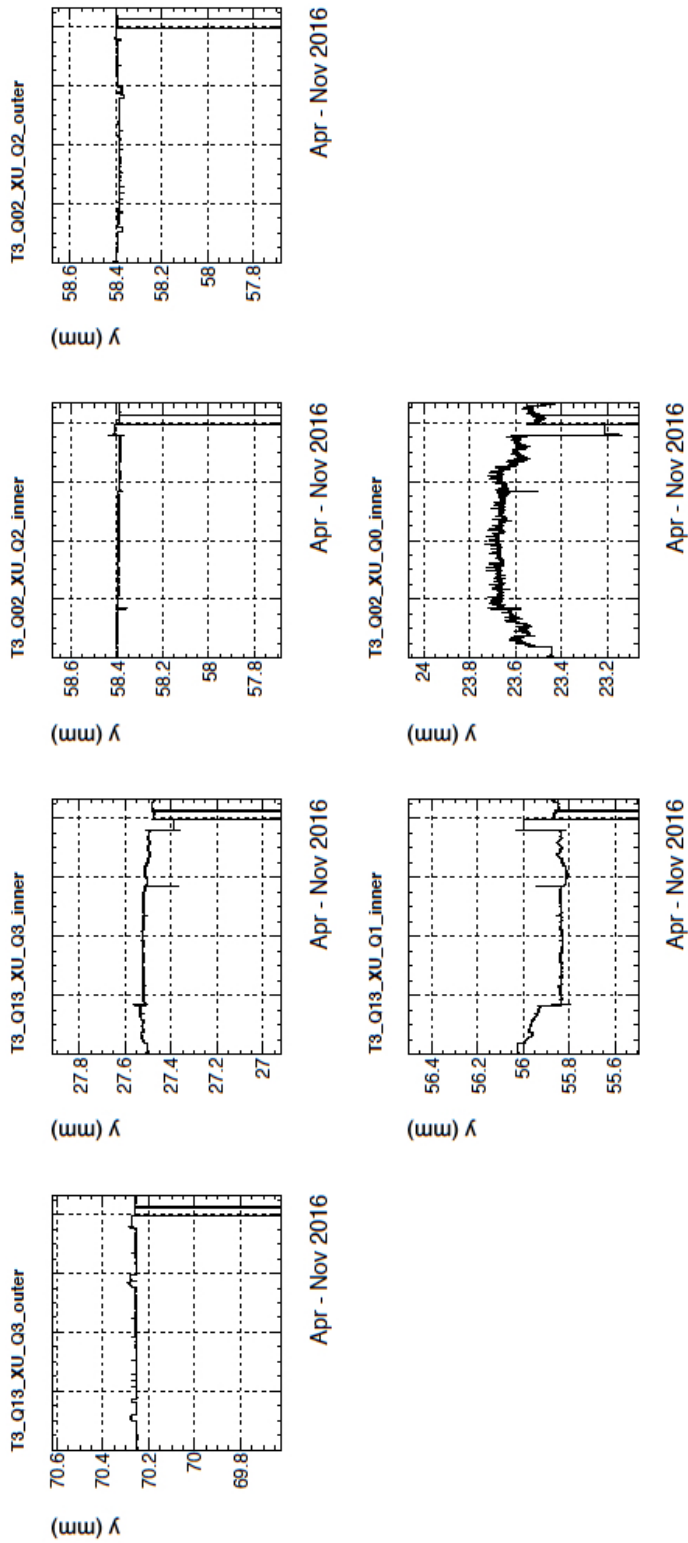 T3_Q13_XU_Q3_outer
y (mm)
70.6
70.4
70.2
70
69.8
Apr - Nov 2016
T3_Q13_XU_Q3_inner
y (mm)
27.8
27.6
27.4
27.2
27
Apr - Nov 2016
T3_Q02_XU_Q2_inner
y (mm)
58.6
58.4
58.2
58
57.8
Apr - Nov 2016
T3_Q02_XU_Q2_outer
y (mm)
58.6
58.4
58.2
58
57.8
Apr - Nov 2016
T3_Q13_XU_Q1_inner
y (mm)
56.4
56.2
56
55.8
55.6
Apr - Nov 2016
T3_Q02_XU_Q0_inner
y (mm)
24
23.8
23.6
23.4
23.2
Apr - Nov 2016